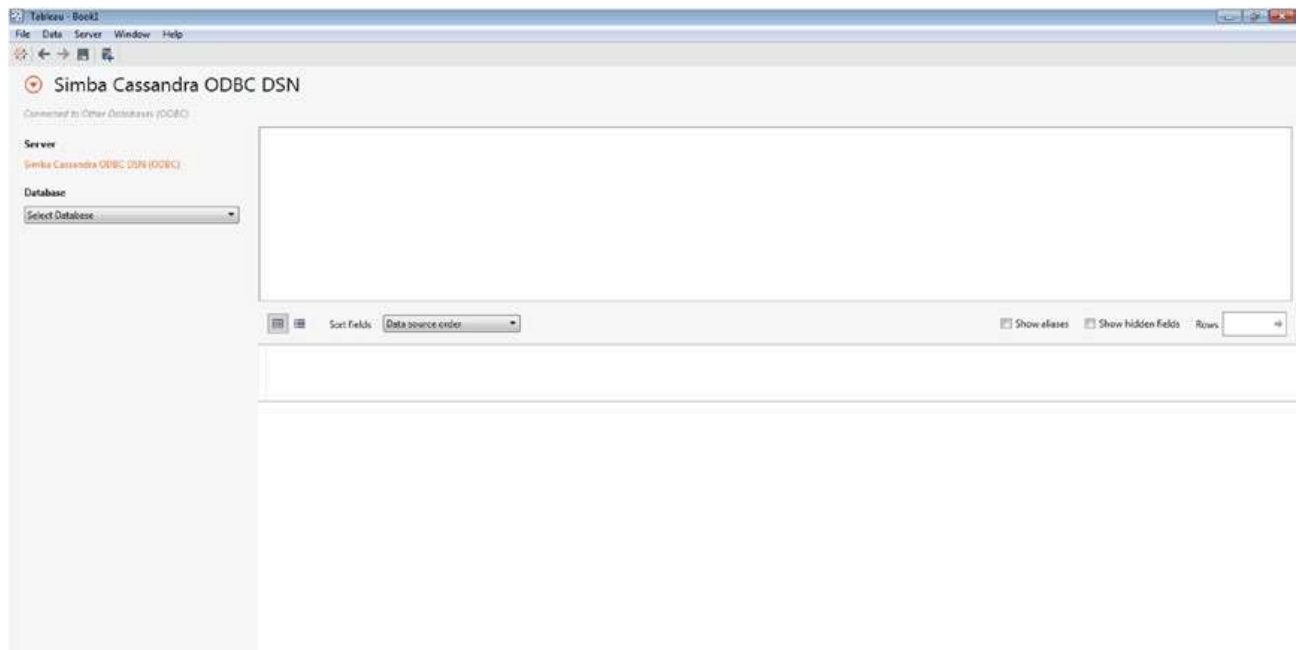 Tableau - Book1
File Data Server Window Help
Simba Cassandra ODBC DSN
Connected to Other Databases (ODBC)
Server
Simba Cassandra ODBC DSN (ODBC)
Database
Select Database
Sort fields Data source order Show aliases Show hidden fields Rows